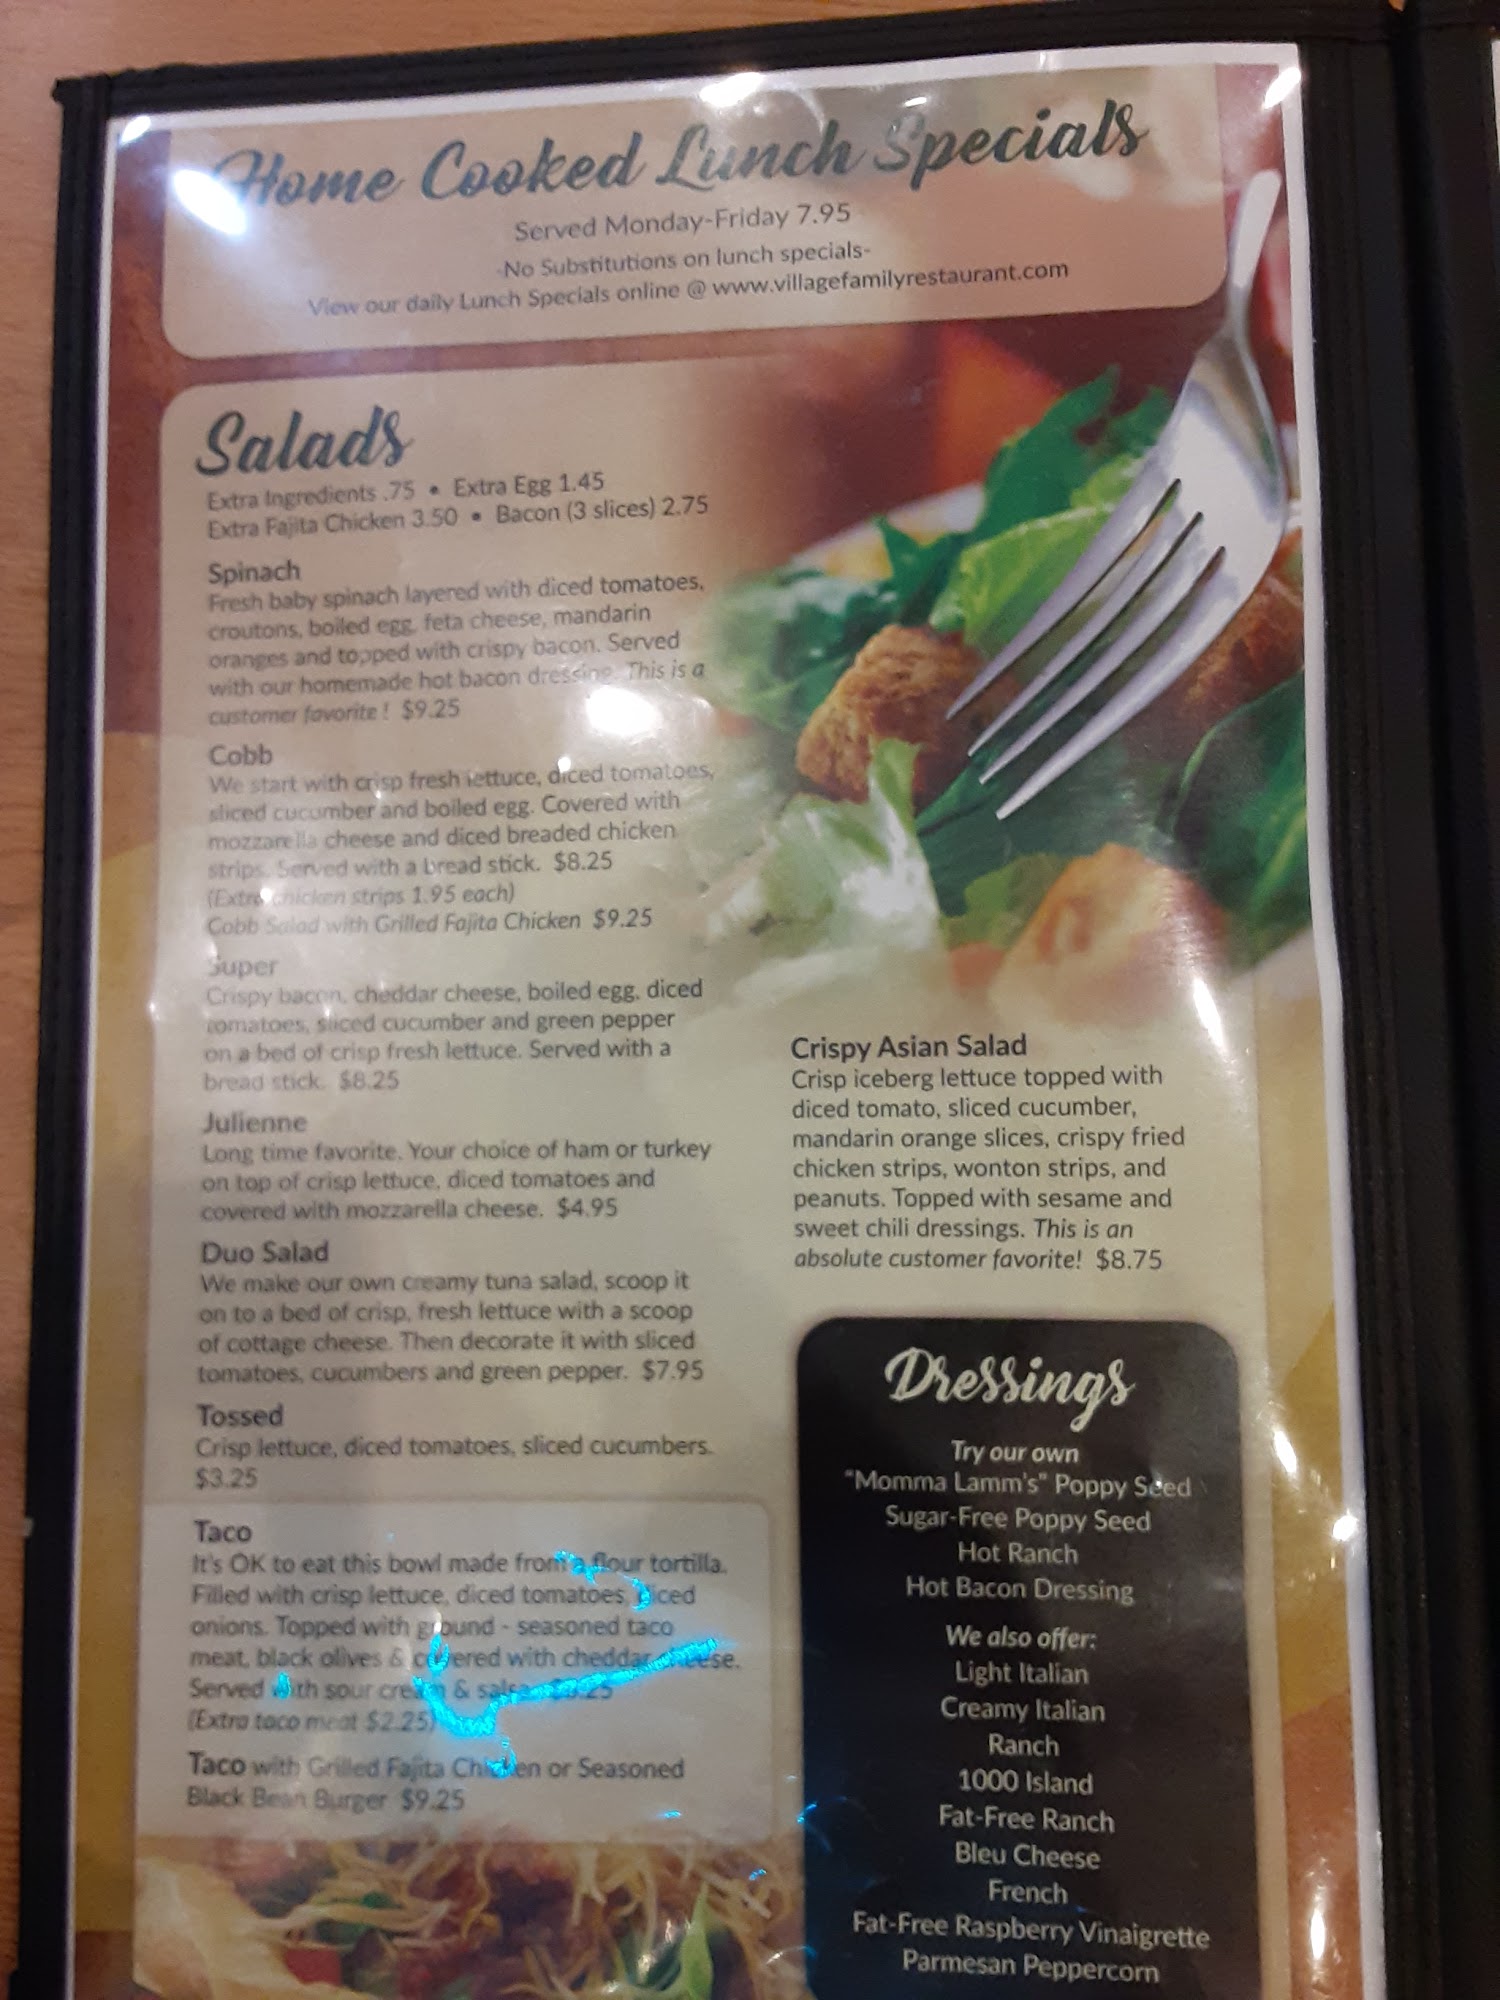 Home Cooked Lunch Specials
Served Monday-Friday 7.95
-No Substitutions on lunch specials-
View our daily Lunch Specials online @ www.villagefamilyrestaurant.com
Salads
Extra Ingredients .75 • Extra Egg 1.45
Extra Fajita Chicken 3.50 • Bacon (3 slices) 2.75
Spinach
Fresh baby spinach layered with diced tomatoes,
croutons, boiled egg, feta cheese, mandarin
oranges and topped with crispy bacon. Served
with our homemade hot bacon dressing. This is a
customer favorite ! $9.25
Cobb
We start with crisp fresh lettuce, diced tomatoes,
sliced cucumber and boiled egg. Covered with
mozzarella cheese and diced breaded chicken
strips. Served with a bread stick. $8.25
(Extra chicken strips 1.95 each)
Cobb Salad with Grilled Fajita Chicken $9.25
Super
Crispy bacon, cheddar cheese, boiled egg, diced
tomatoes, sliced cucumber and green pepper
on a bed of crisp fresh lettuce. Served with a
bread stick. $8.25
Julienne
Long time favorite. Your choice of ham or turkey
on top of crisp lettuce, diced tomatoes and
covered with mozzarella cheese. $4.95
Duo Salad
We make our own creamy tuna salad, scoop it
on to a bed of crisp, fresh lettuce with a scoop
of cottage cheese. Then decorate it with sliced
tomatoes, cucumbers and green pepper. $7.95
Tossed
Crisp lettuce, diced tomatoes, sliced cucumbers.
$3.25
Taco
It's OK to eat this bowl made from a flour tortilla.
Filled with crisp lettuce, diced tomatoes, diced
onions. Topped with ground - seasoned taco
meat, black olives & covered with cheddar cheese.
Served with sour cream & salsa
(Extra taco meat $2.25)
Taco with Grilled Fajita Chicken or Seasoned
Black Bean Burger $9.25
Crispy Asian Salad
Crisp iceberg lettuce topped with
diced tomato, sliced cucumber,
mandarin orange slices, crispy fried
chicken strips, wonton strips, and
peanuts. Topped with sesame and
sweet chili dressings. This is an
absolute customer favorite! $8.75
Dressings
Try our own
"Momma Lamm's" Poppy Seed
Sugar-Free Poppy Seed
Hot Ranch
Hot Bacon Dressing
We also offer:
Light Italian
Creamy Italian
Ranch
1000 Island
Fat-Free Ranch
Bleu Cheese
French
Fat-Free Raspberry Vinaigrette
Parmesan Peppercorn